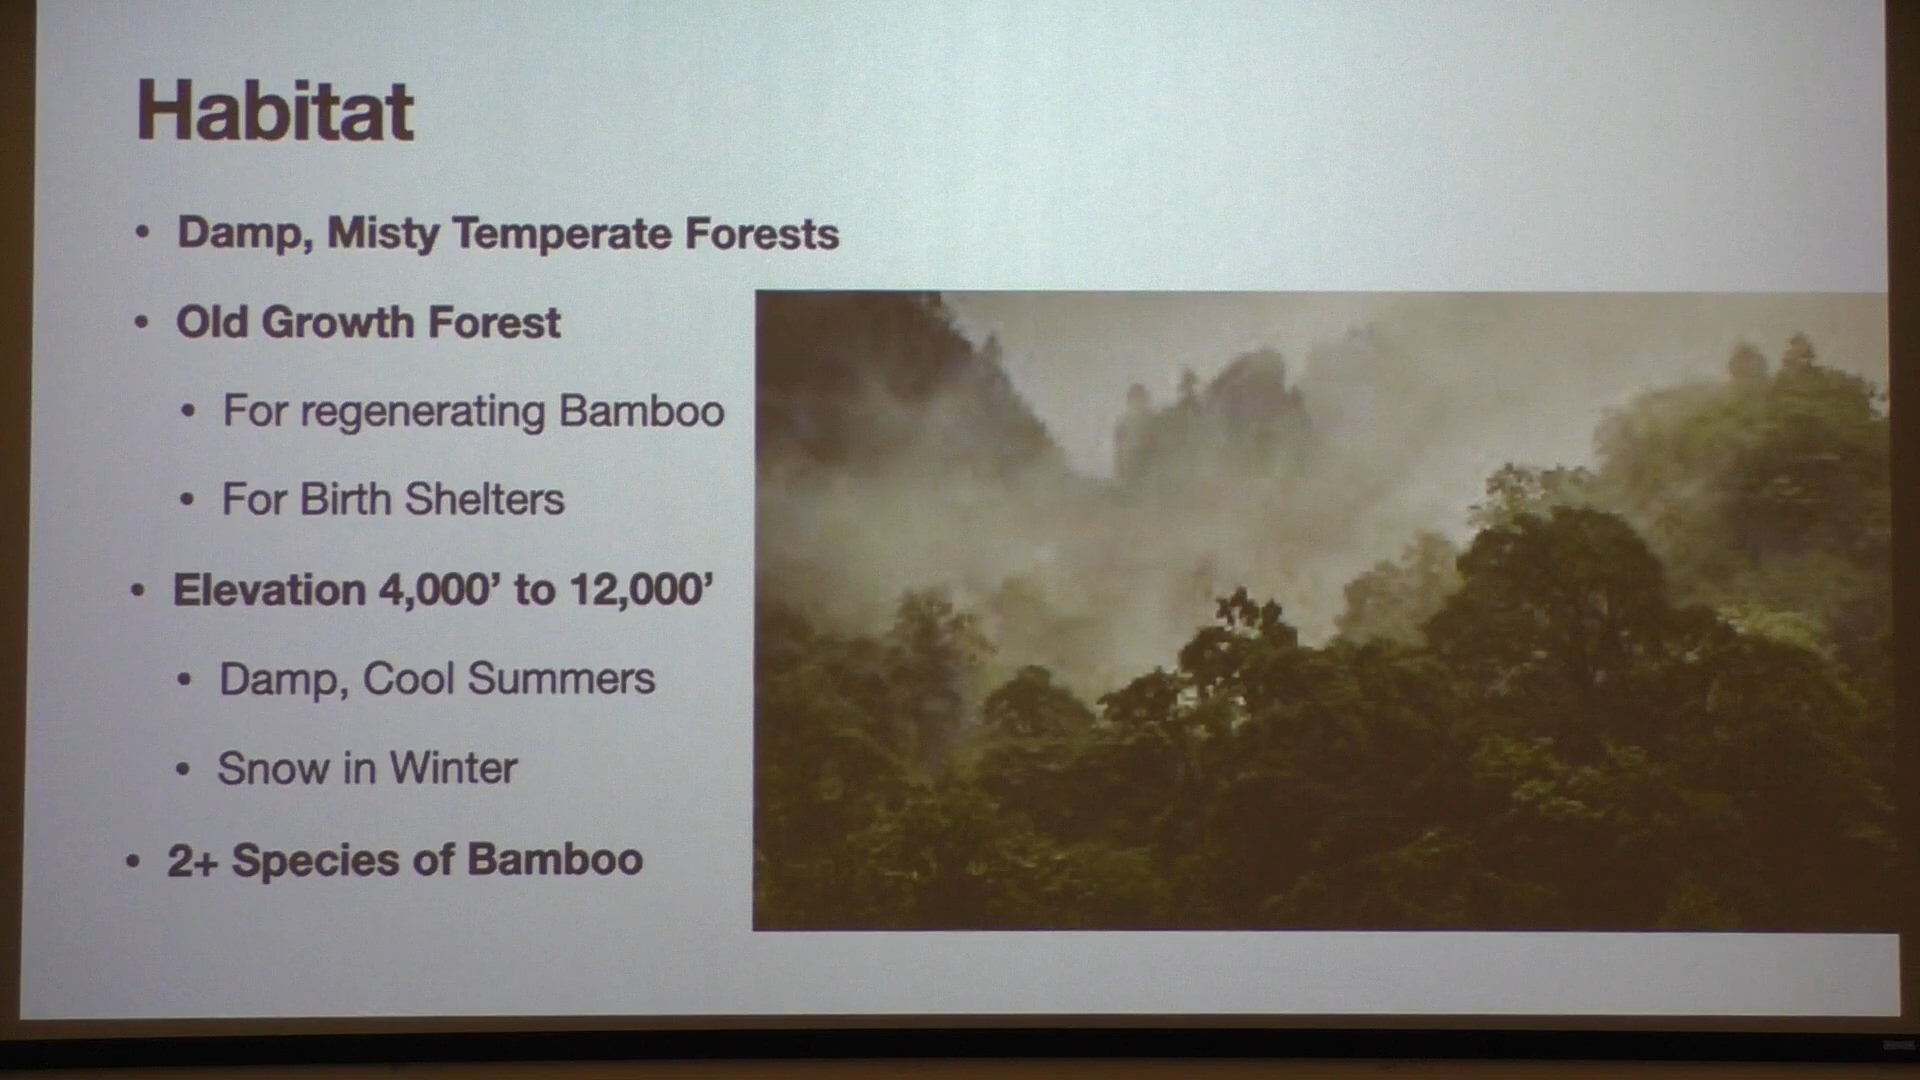 Habitat
• Damp, Misty Temperate Forests
• Old Growth Forest
• For regenerating Bamboo
• For Birth Shelters
• Elevation 4,000’ to 12,000’
• Damp, Cool Summers
• Snow in Winter
• 2+ Species of Bamboo